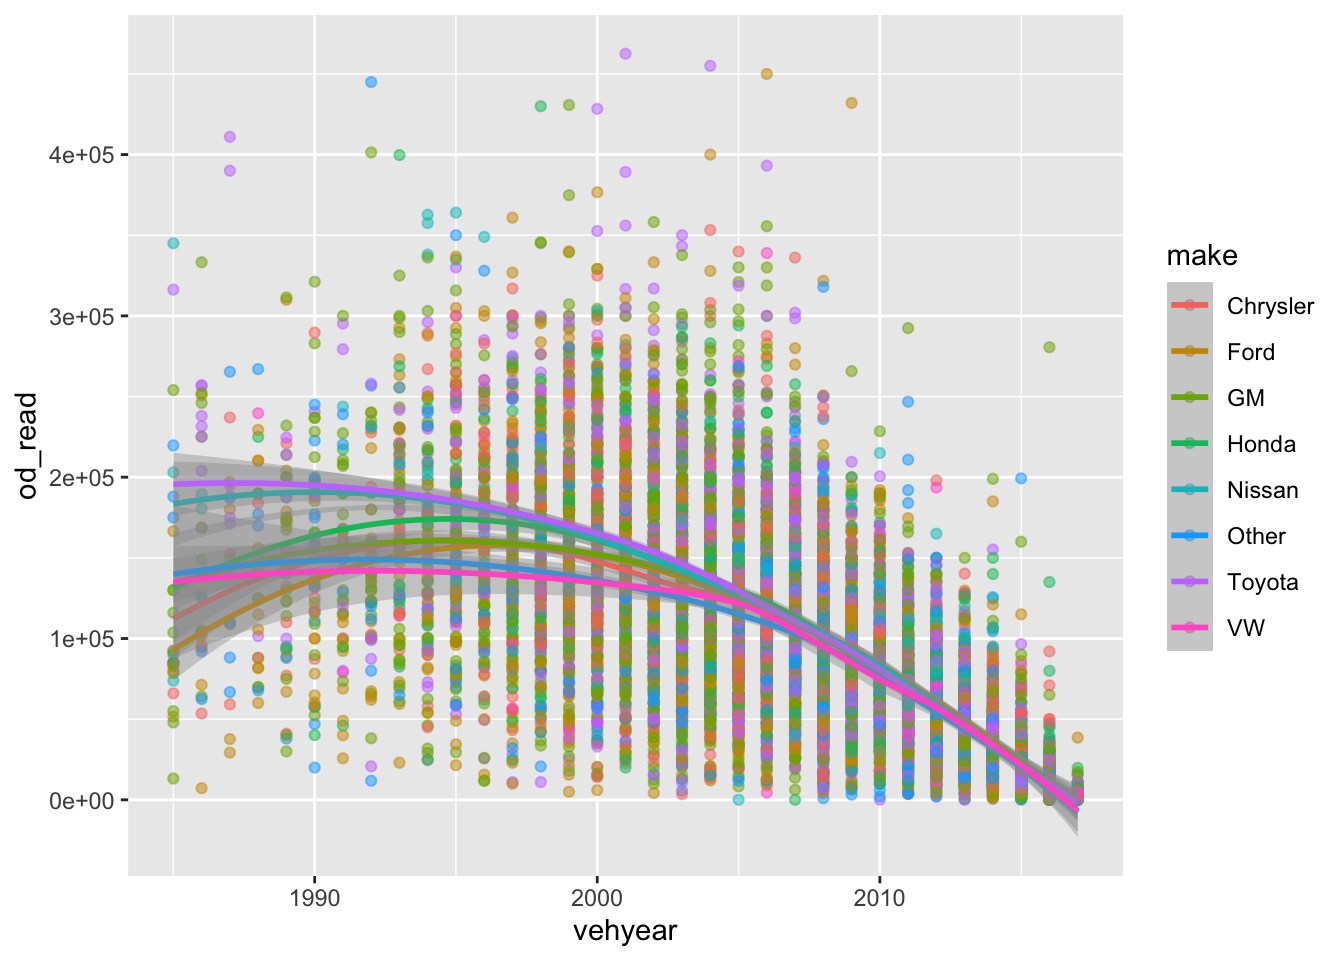 4e+05
3e+05
2e+05
1e+05
0e+00
od_read
1990
2000
2010
vehyear
make
Chrysler
Ford
GM
Honda
Nissan
Other
Toyota
VW